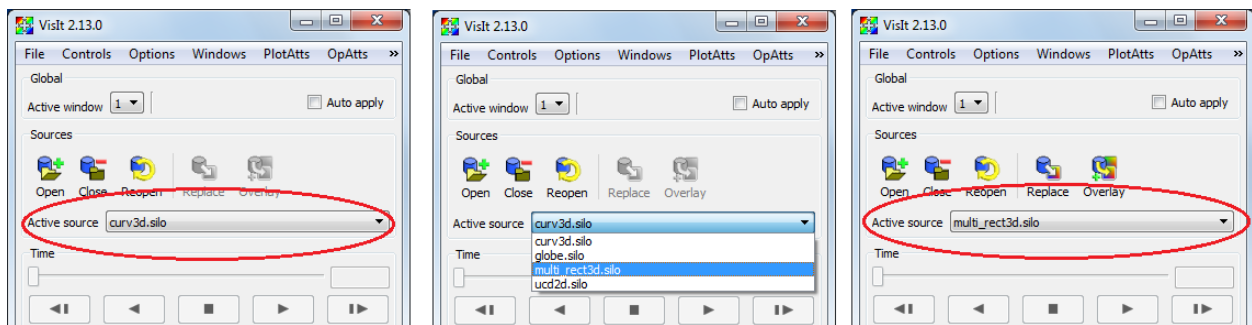 VisIt 2.13.0
File Controls Options Windows PlotAtts OpAtts »
Global
Active window 1 Auto apply
Sources
Open Close Reopen Replace Overlay
Active source curv3d.silo
Time
VisIt 2.13.0
File Controls Options Windows PlotAtts OpAtts »
Global
Active window 1 Auto apply
Sources
Open Close Reopen Replace Overlay
Active source curv3d.silo
curv3d.silo
globe.silo
multi_rect3d.silo
ucd2d.silo
Time
VisIt 2.13.0
File Controls Options Windows PlotAtts OpAtts »
Global
Active window 1 Auto apply
Sources
Open Close Reopen Replace Overlay
Active source multi_rect3d.silo
Time